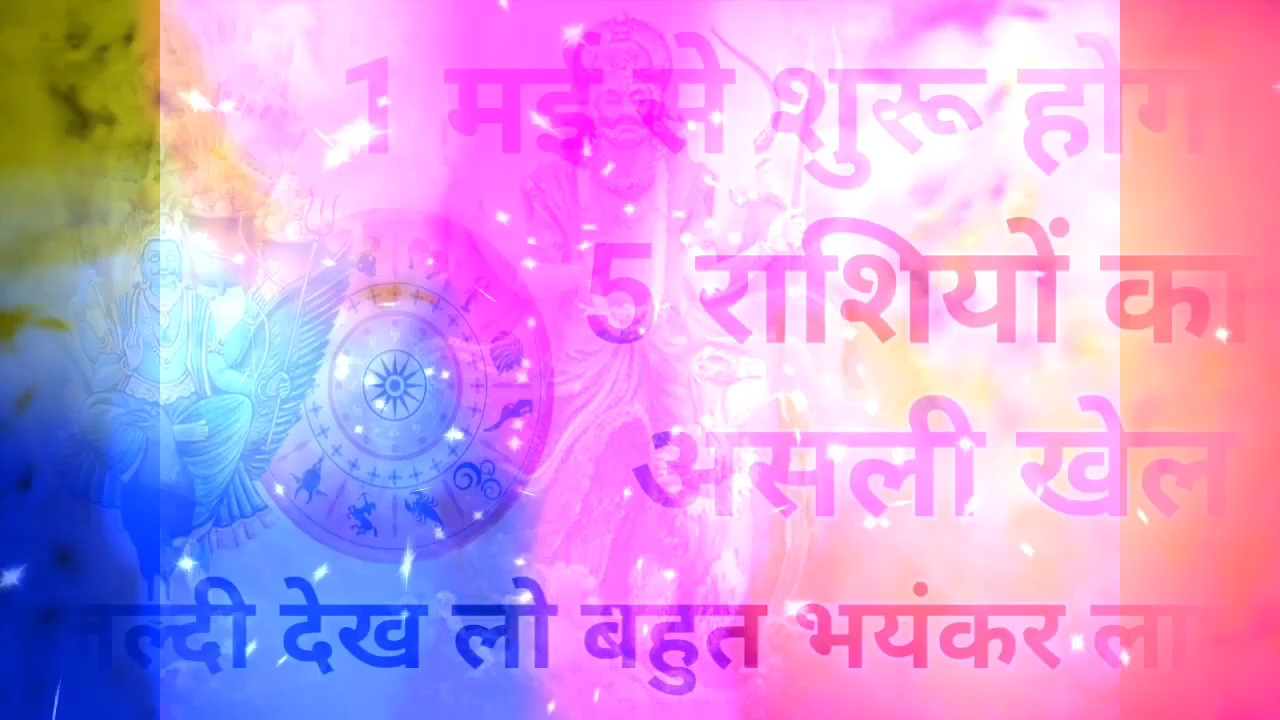 1 मई से शुरू होग
5 राशियों का
असली खेल
ल्दी देख लो बहुत भयंकर ला